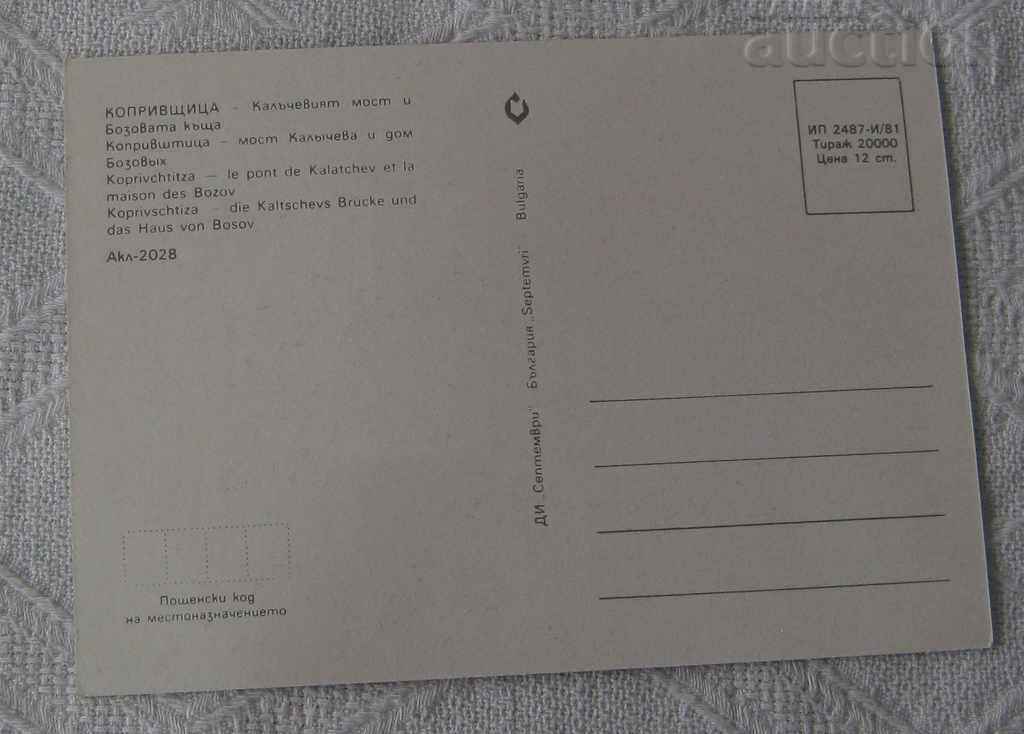 КОПРИВЩИЦА – Калъчевият мост и
Бозовата къща
Копривштица – мост Калычева и дом
Бозовых
Koprivchtitza – le pont de Kalatchev et la
maison des Bozov
Koprivschtiza – die Kaltschevs Brucke und
das Haus von Bosov
Акл-2028
Пощенски код
на местоназначението
ДИ „Септември" България „Septemvri" Bulgaria
auction
ИП 2487-И/81
Тираж 20000
Цена 12 ст.